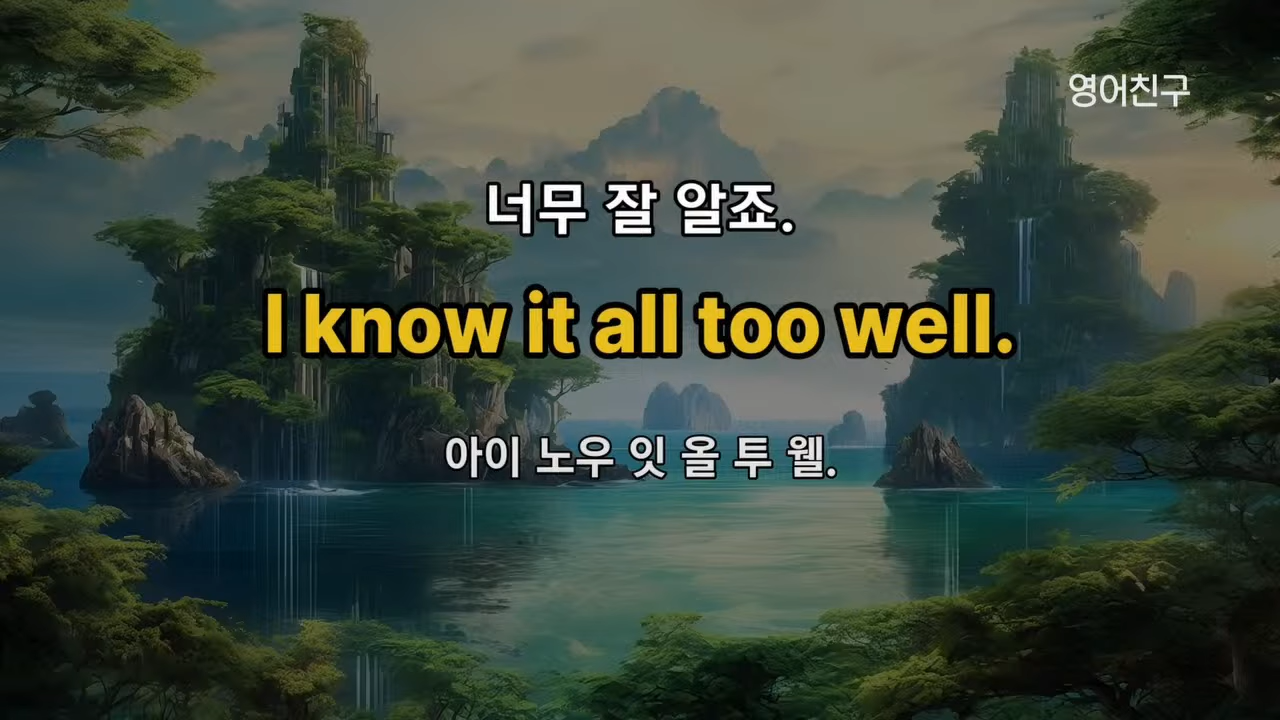 영어친구
너무 잘 알죠.
I know it all too well.
아이 노우 잇 올 투 웰.